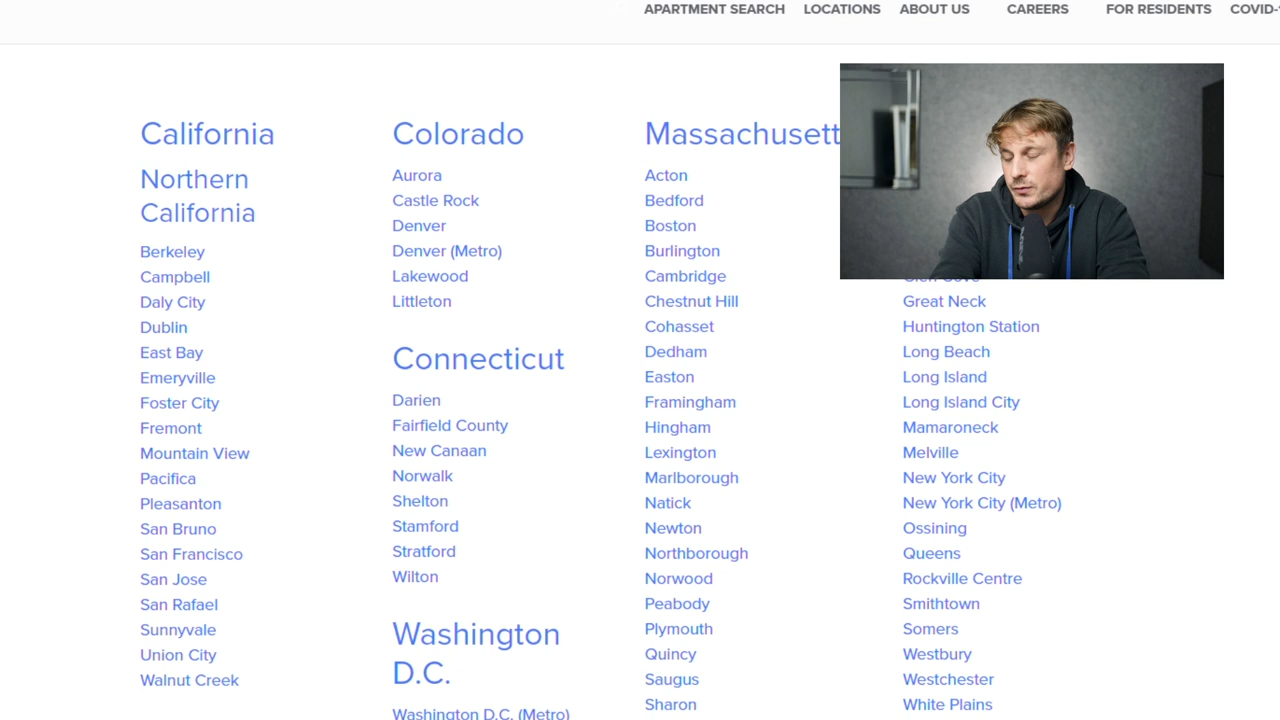 APARTMENT SEARCH LOCATIONS ABOUT US CAREERS FOR RESIDENTS
California
Northern
California
Berkeley
Campbell
Daly City
Dublin
East Bay
Emeryville
Foster City
Fremont
Mountain View
Pacifica
Pleasanton
San Bruno
San Francisco
San Jose
San Rafael
Sunnyvale
Union City
Walnut Creek
Colorado
Aurora
Castle Rock
Denver
Denver (Metro)
Lakewood
Littleton
Connecticut
Darien
Fairfield County
New Canaan
Norwalk
Shelton
Stamford
Stratford
Wilton
Washington
D.C.
Washington D.C. (Metro)
Massachusett
Acton
Bedford
Boston
Burlington
Cambridge
Chestnut Hill
Cohasset
Dedham
Easton
Framingham
Hingham
Lexington
Marlborough
Natick
Newton
Northborough
Norwood
Peabody
Plymouth
Quincy
Saugus
Sharon
Great Neck
Huntington Station
Long Beach
Long Island
Long Island City
Mamaroneck
Melville
New York City
New York City (Metro)
Ossining
Queens
Rockville Centre
Smithtown
Somers
Westbury
Westchester
White Plains